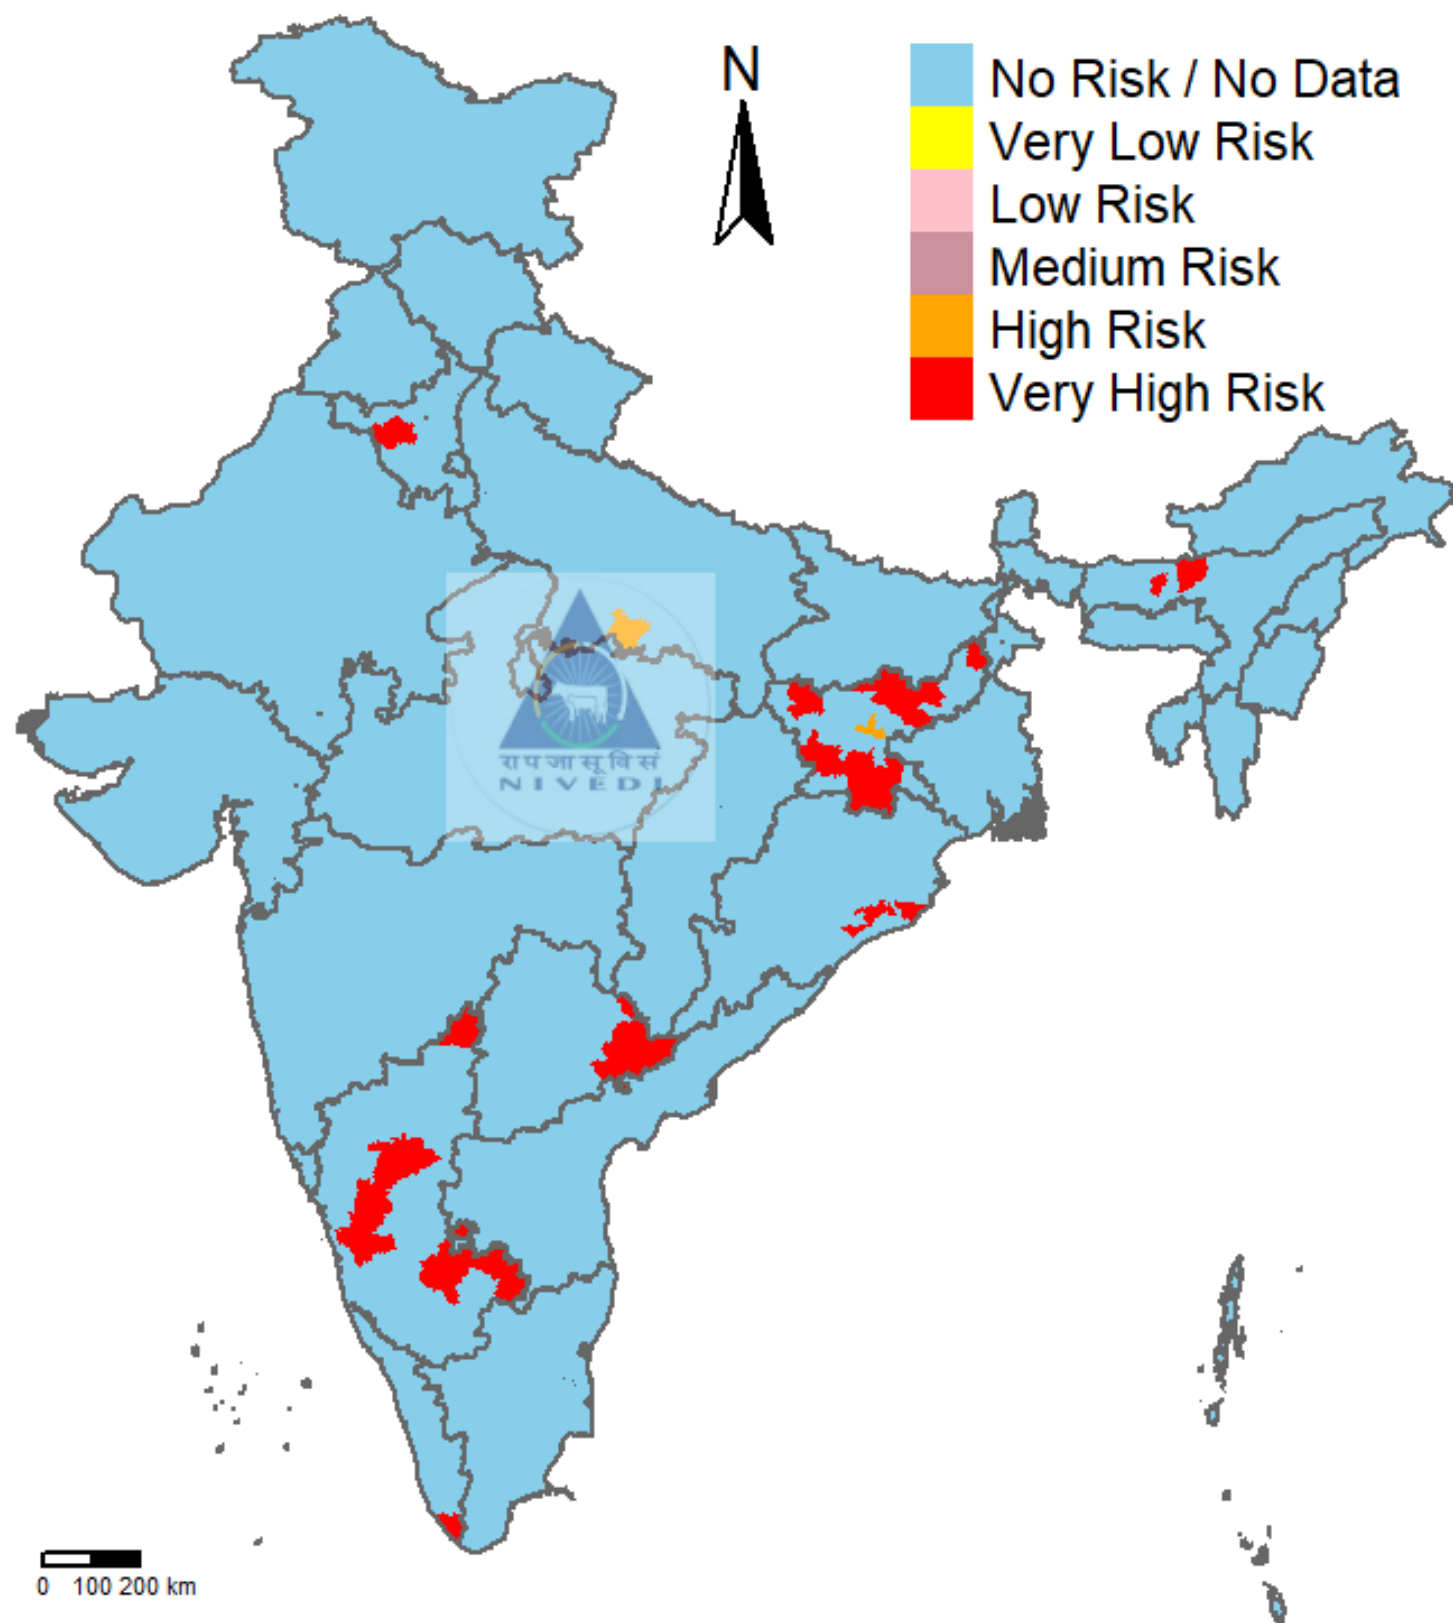 N
No Risk / No Data
Very Low Risk
Low Risk
Medium Risk
High Risk
Very High Risk
रा प जा सू वि सं
NIVEDI
0 100 200 km